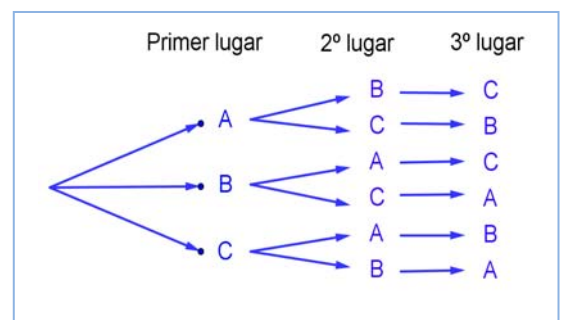 Primer lugar 2º lugar 3º lugar
B C
A
C B
A C
B
C A
A B
C
B A